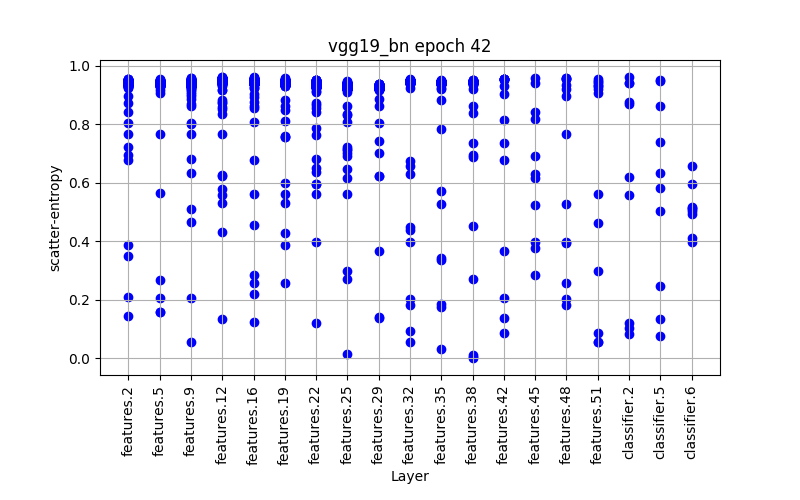 vgg19_bn epoch 42
scatter-entropy
1.0
0.8
0.6
0.4
0.2
0.0
features.2
features.5
features.9
features.12
features.16
features.19
features.22
features.25
features.29
features.32
features.35
features.38
features.42
features.45
features.48
features.51
classifier.2
classifier.5
classifier.6
Layer